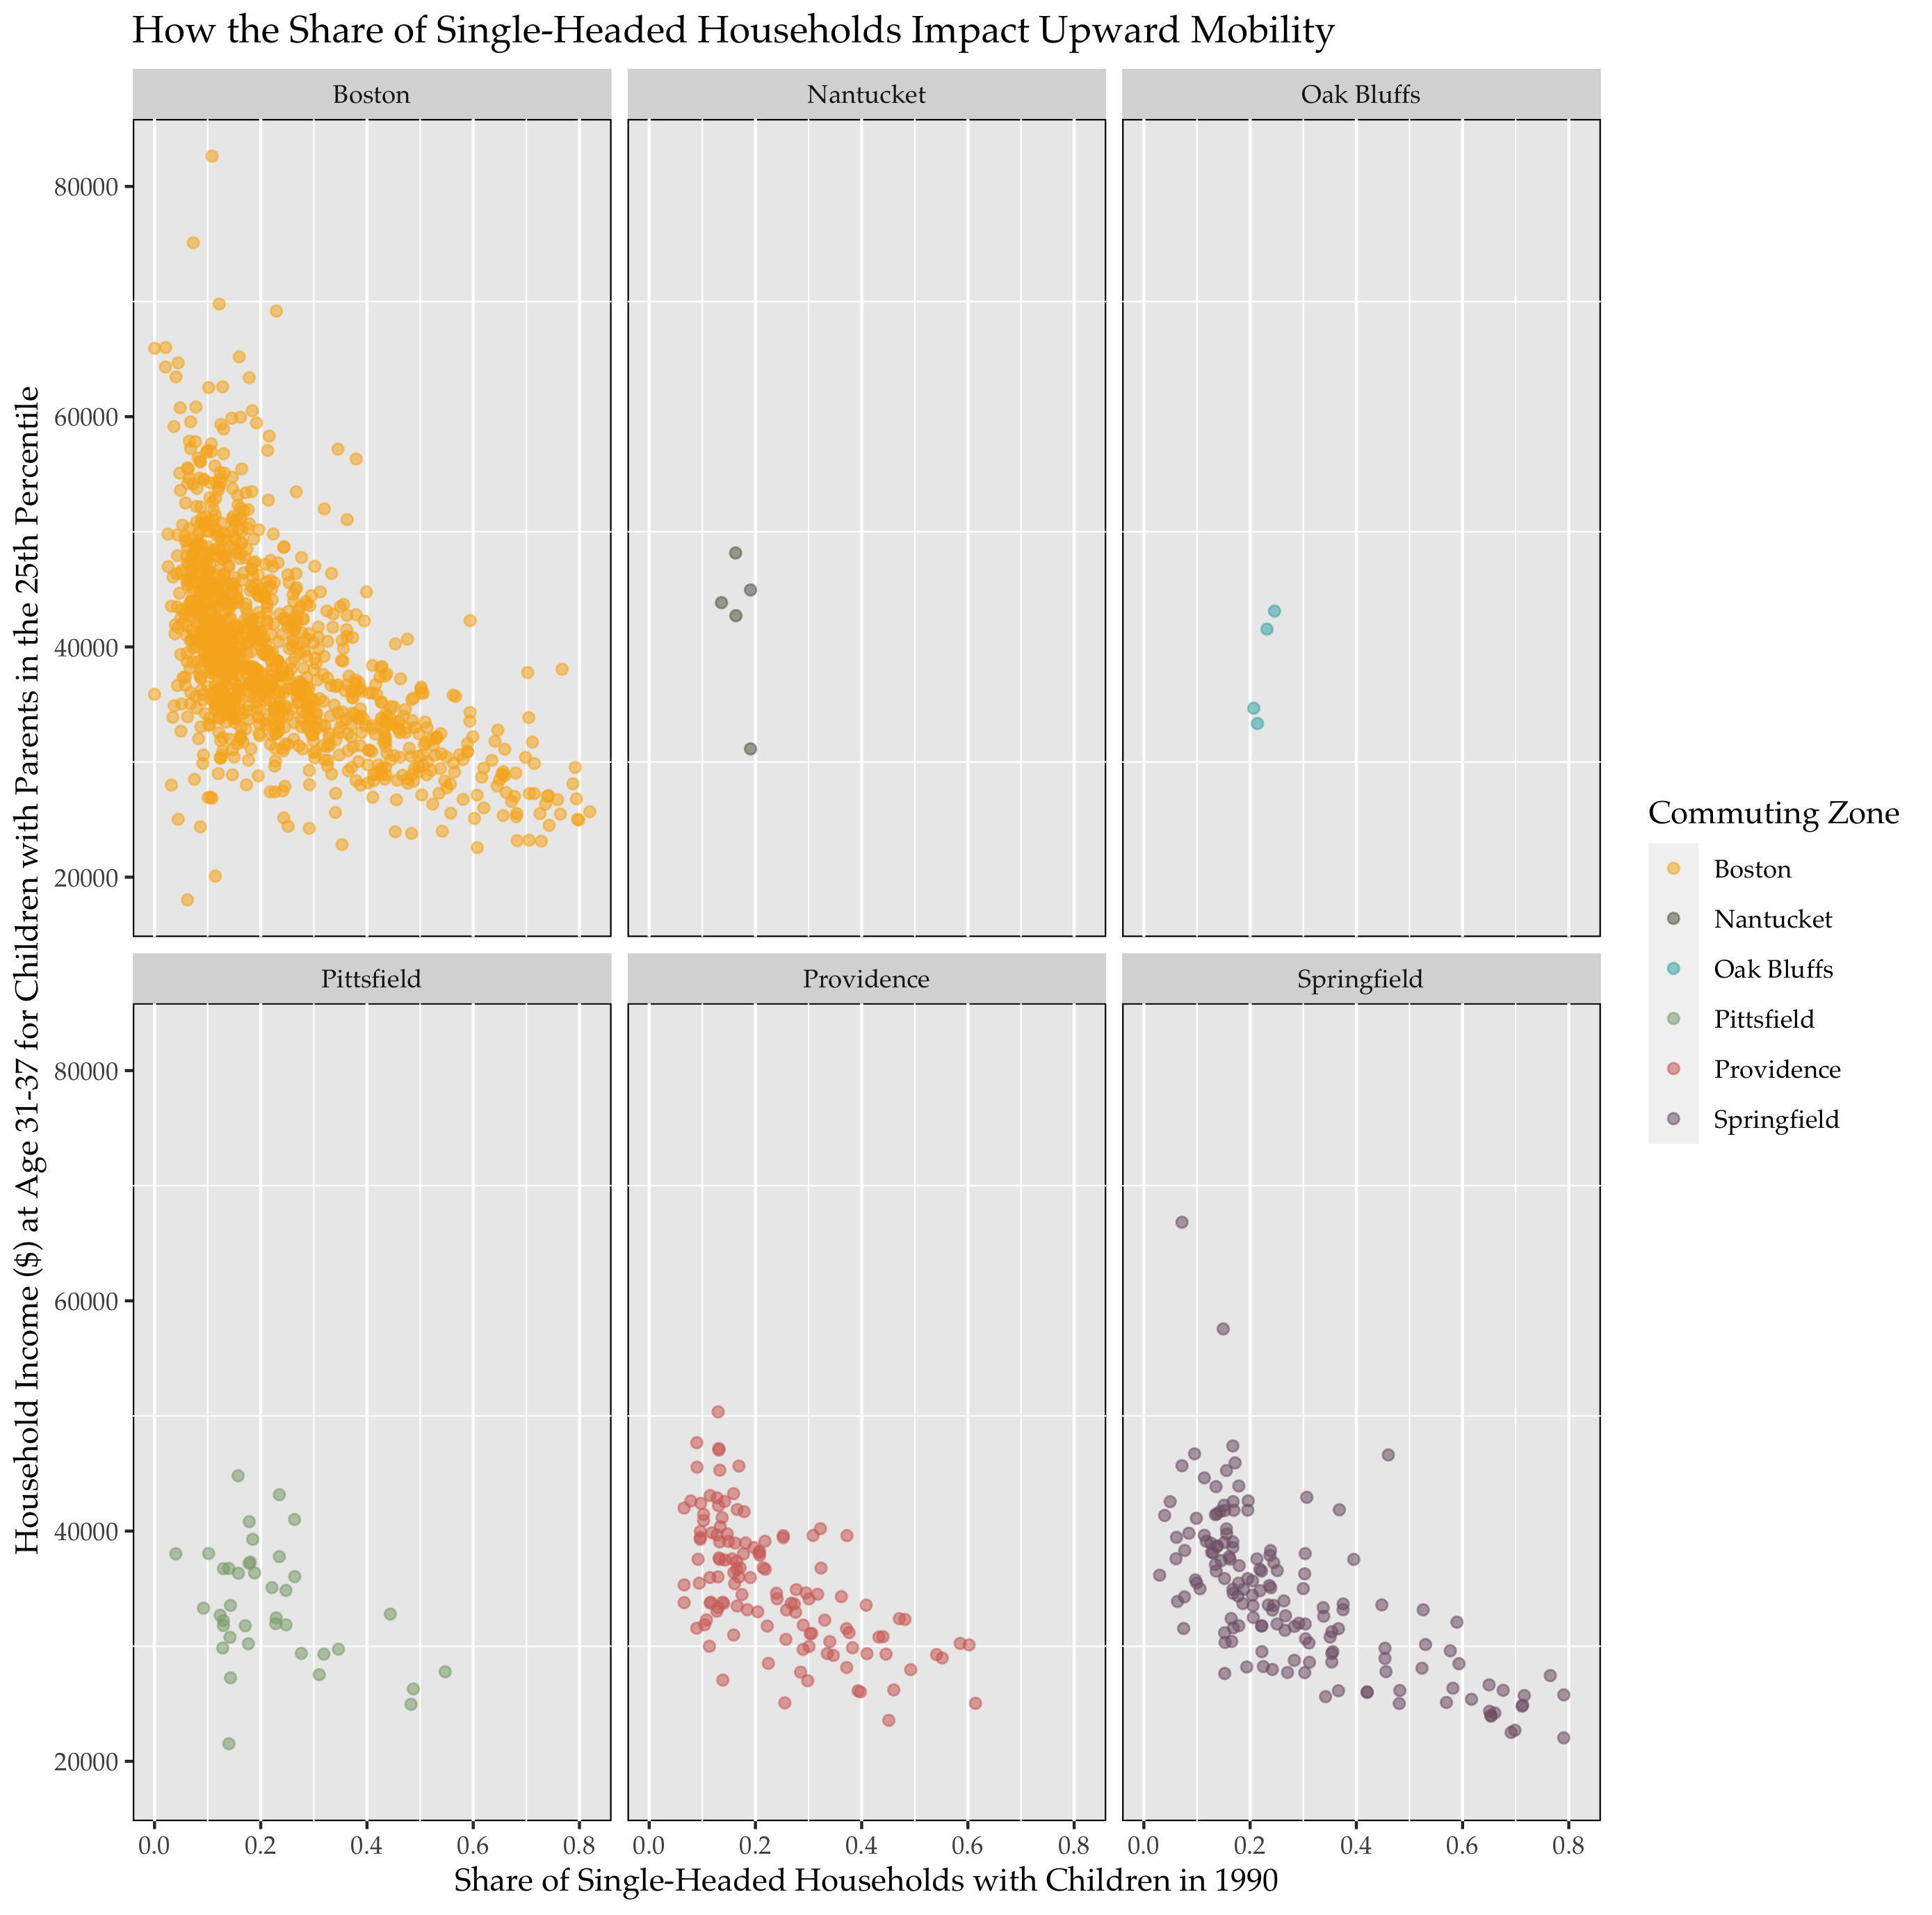 How the Share of Single-Headed Households Impact Upward Mobility
Boston
Nantucket
Oak Bluffs
80000
60000
40000
20000
Pittsfield
Providence
Springfield
80000
60000
40000
20000
0.0 0.2 0.4 0.6 0.8
0.0 0.2 0.4 0.6 0.8
0.0 0.2 0.4 0.6 0.8
Share of Single-Headed Households with Children in 1990
Household Income ($) at Age 31-37 for Children with Parents in the 25th Percentile
Commuting Zone
Boston
Nantucket
Oak Bluffs
Pittsfield
Providence
Springfield